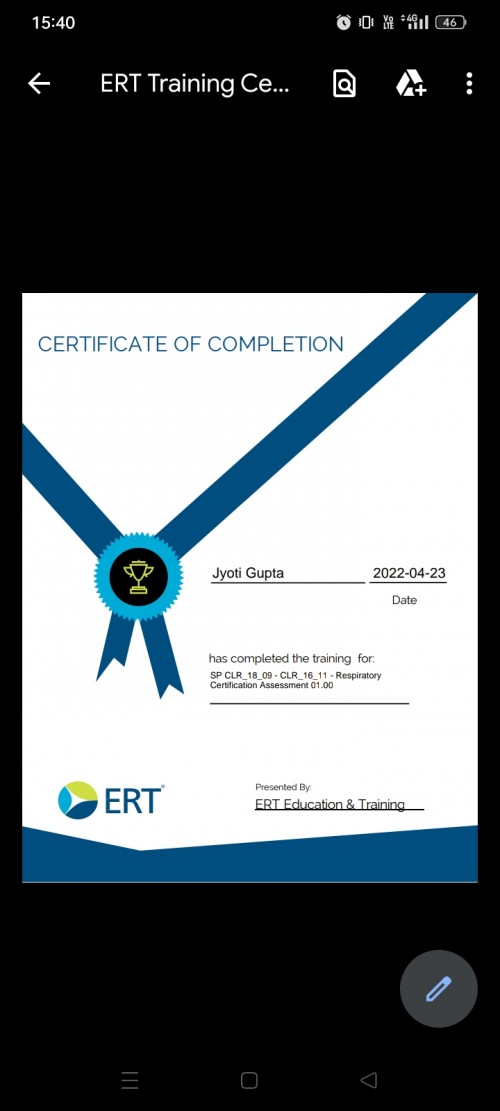 15:40
Vo LTE 4G 46
ERT Training Ce...
CERTIFICATE OF COMPLETION
Jyoti Gupta 2022-04-23
Date
has completed the training for:
SP CLR_18_09 - CLR_16_11 - Respiratory
Certification Assessment 01.00
ERT®
Presented By:
ERT Education & Training